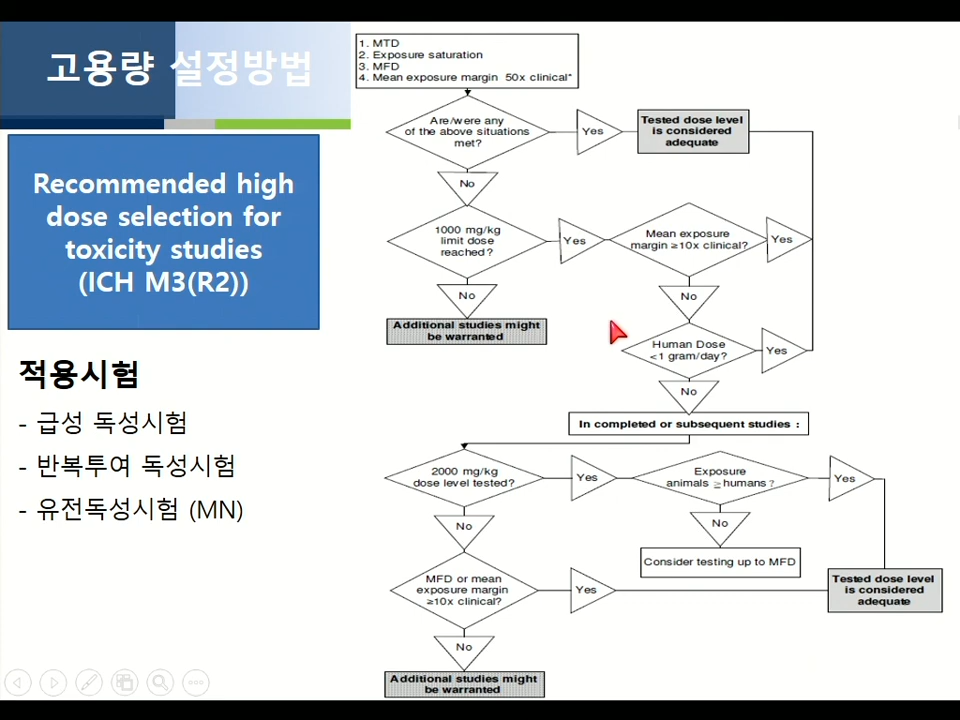 고용량 설정방법
Recommended high
dose selection for
toxicity studies
(ICH M3(R2))
적용시험
- 급성 독성시험
- 반복투여 독성시험
- 유전독성시험 (MN)
1. MTD
2. Exposure saturation
3. MFD
4. Mean exposure margin 50x clinical*
Are/were any
of the above situations
met?
Yes
Tested dose level
is considered
adequate
No
1000 mg/kg
limit dose
reached?
Yes
Mean exposure
margin ≥10x clinical?
Yes
No
No
Additional studies might
be warranted
Human Dose
<1 gram/day?
Yes
No
In completed or subsequent studies :
2000 mg/kg
dose level tested?
Yes
Exposure
animals ≥humans?
Yes
No
No
Consider testing up to MFD
MFD or mean
exposure margin
≥10x clinical?
Yes
Tested dose level
is considered
adequate
No
Additional studies might
be warranted